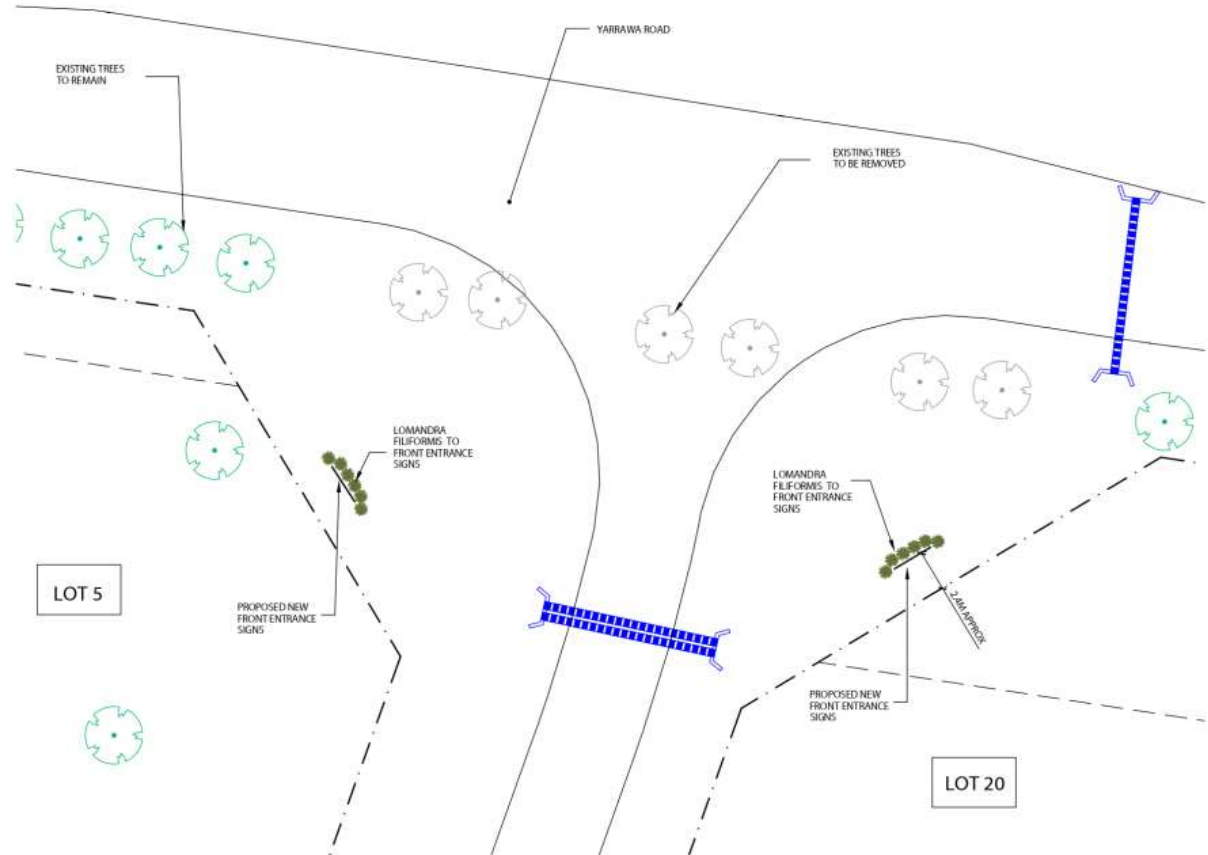 YARRAWA ROAD
EXISTING TREES
TO REMAIN
EXISTING TREES
TO BE REMOVED
LOMANDRA
FILIFORMIS TO
FRONT ENTRANCE
SIGNS
LOMANDRA
FILIFORMIS TO
FRONT ENTRANCE
SIGNS
LOT 5
PROPOSED NEW
FRONT ENTRANCE
SIGNS
2.4M APPROX
PROPOSED NEW
FRONT ENTRANCE
SIGNS
LOT 20